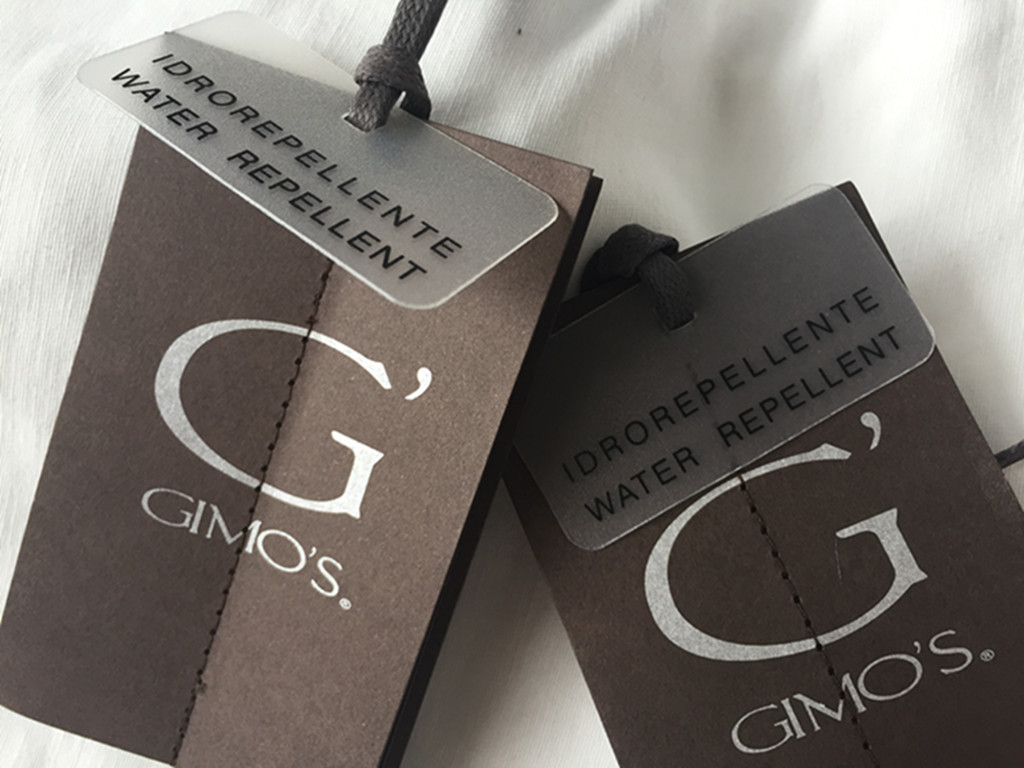 IDROREPELLENTE
WATER REPELLENT
G'
GIMO'S.®
IDROREPELLENTE
WATER REPELLENT
G'
GIMO'S.®